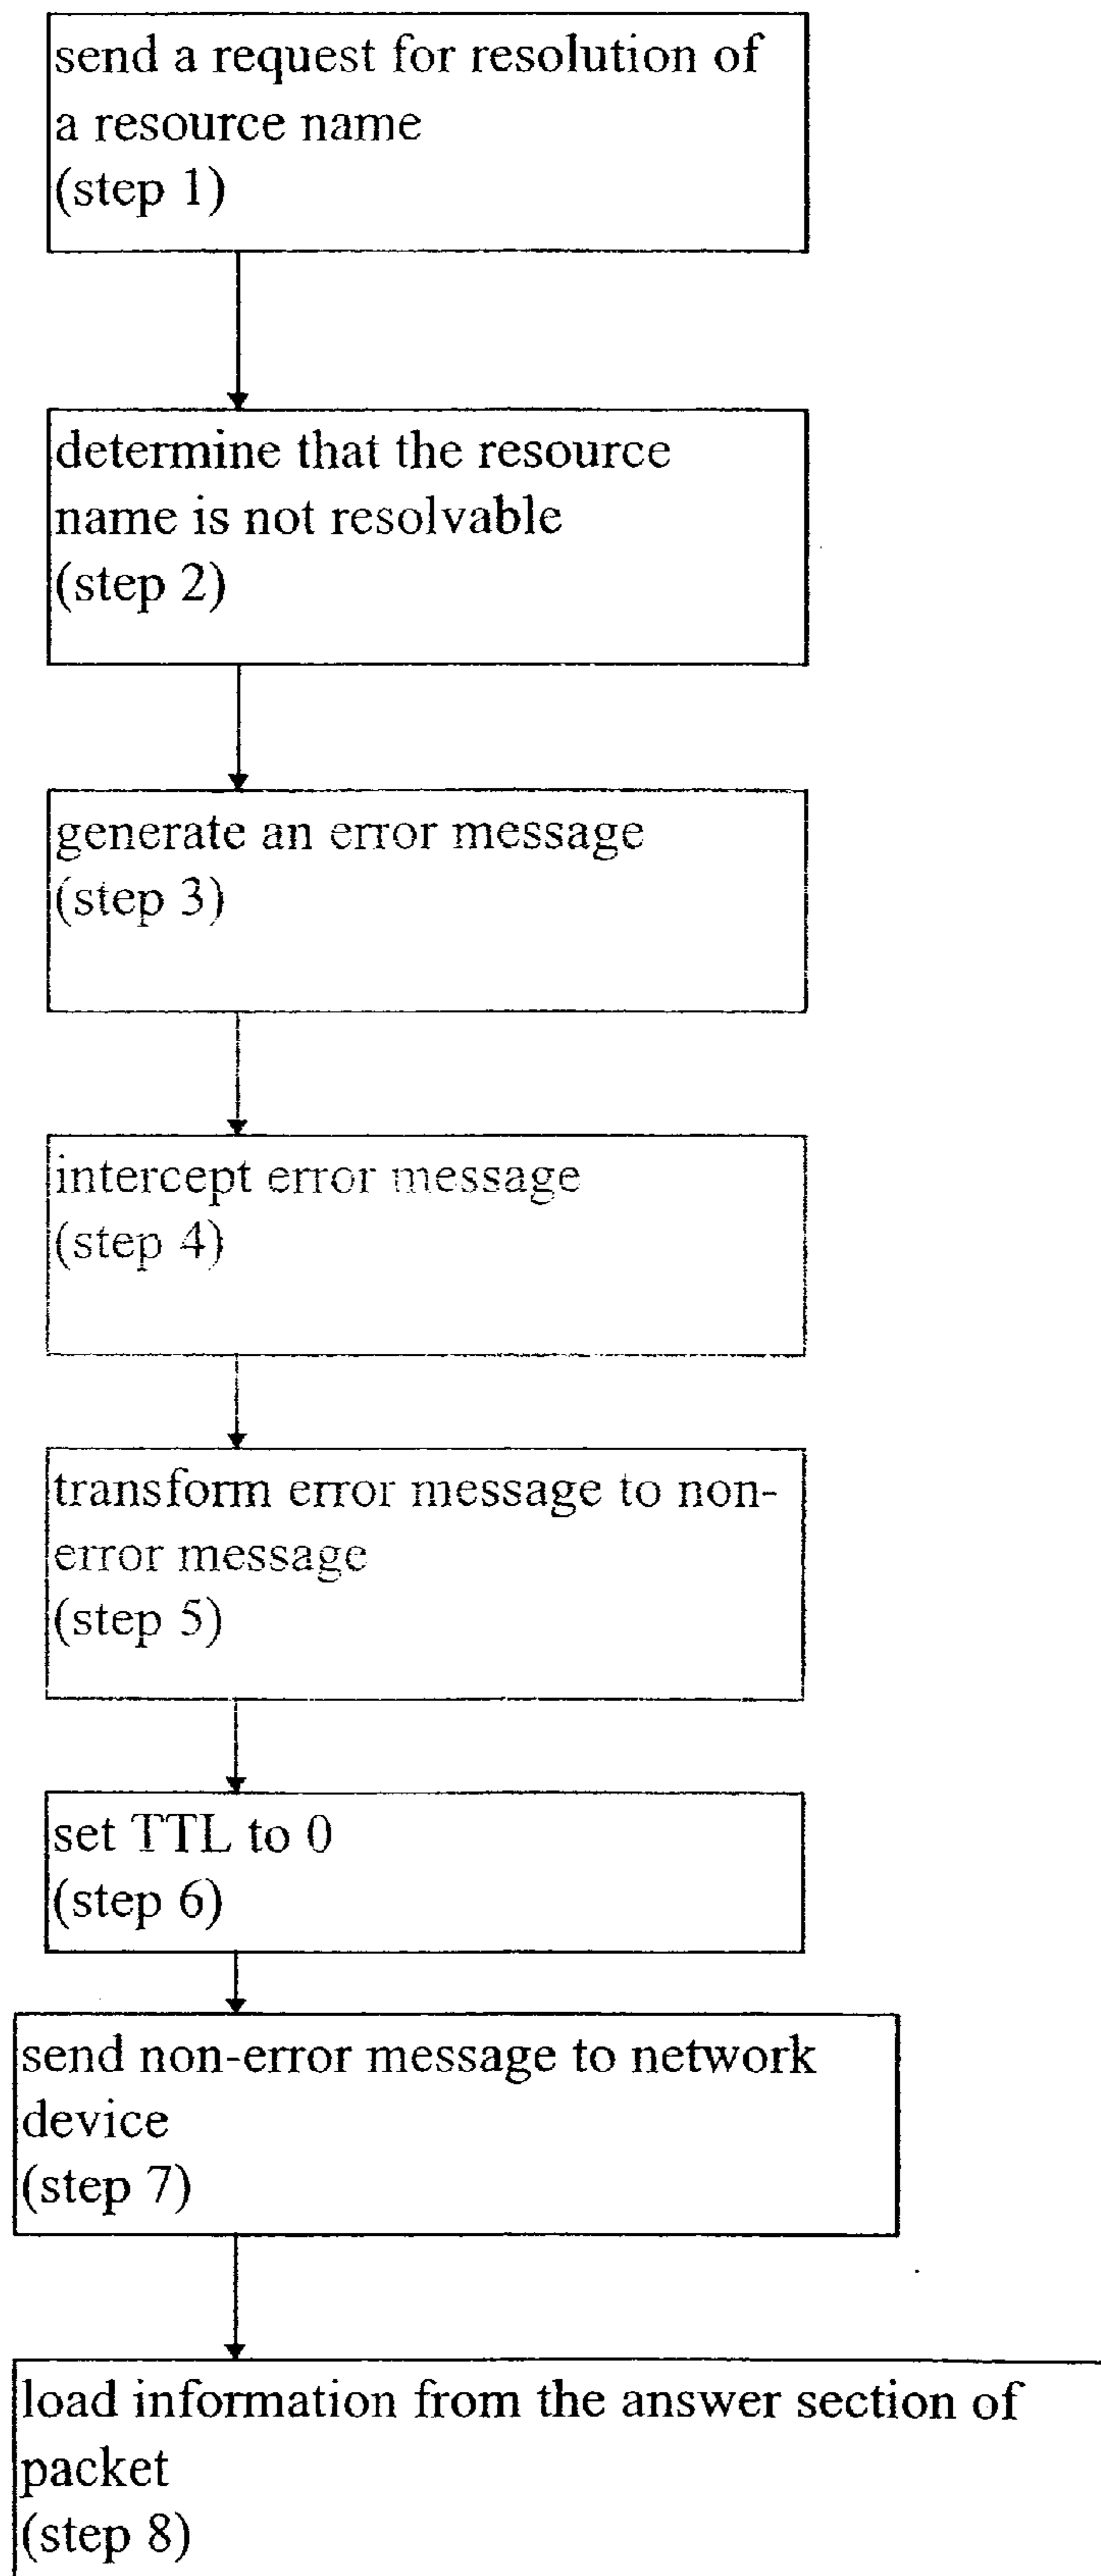 send a request for resolution of
a resource name
(step 1)
determine that the resource
name is not resolvable
(step 2)
generate an error message
(step 3)
intercept error message
(step 4)
transform error message to non-
error message
(step 5)
set TTL to 0
(step 6)
send non-error message to network
device
(step 7)
load information from the answer section of
packet
(step 8)